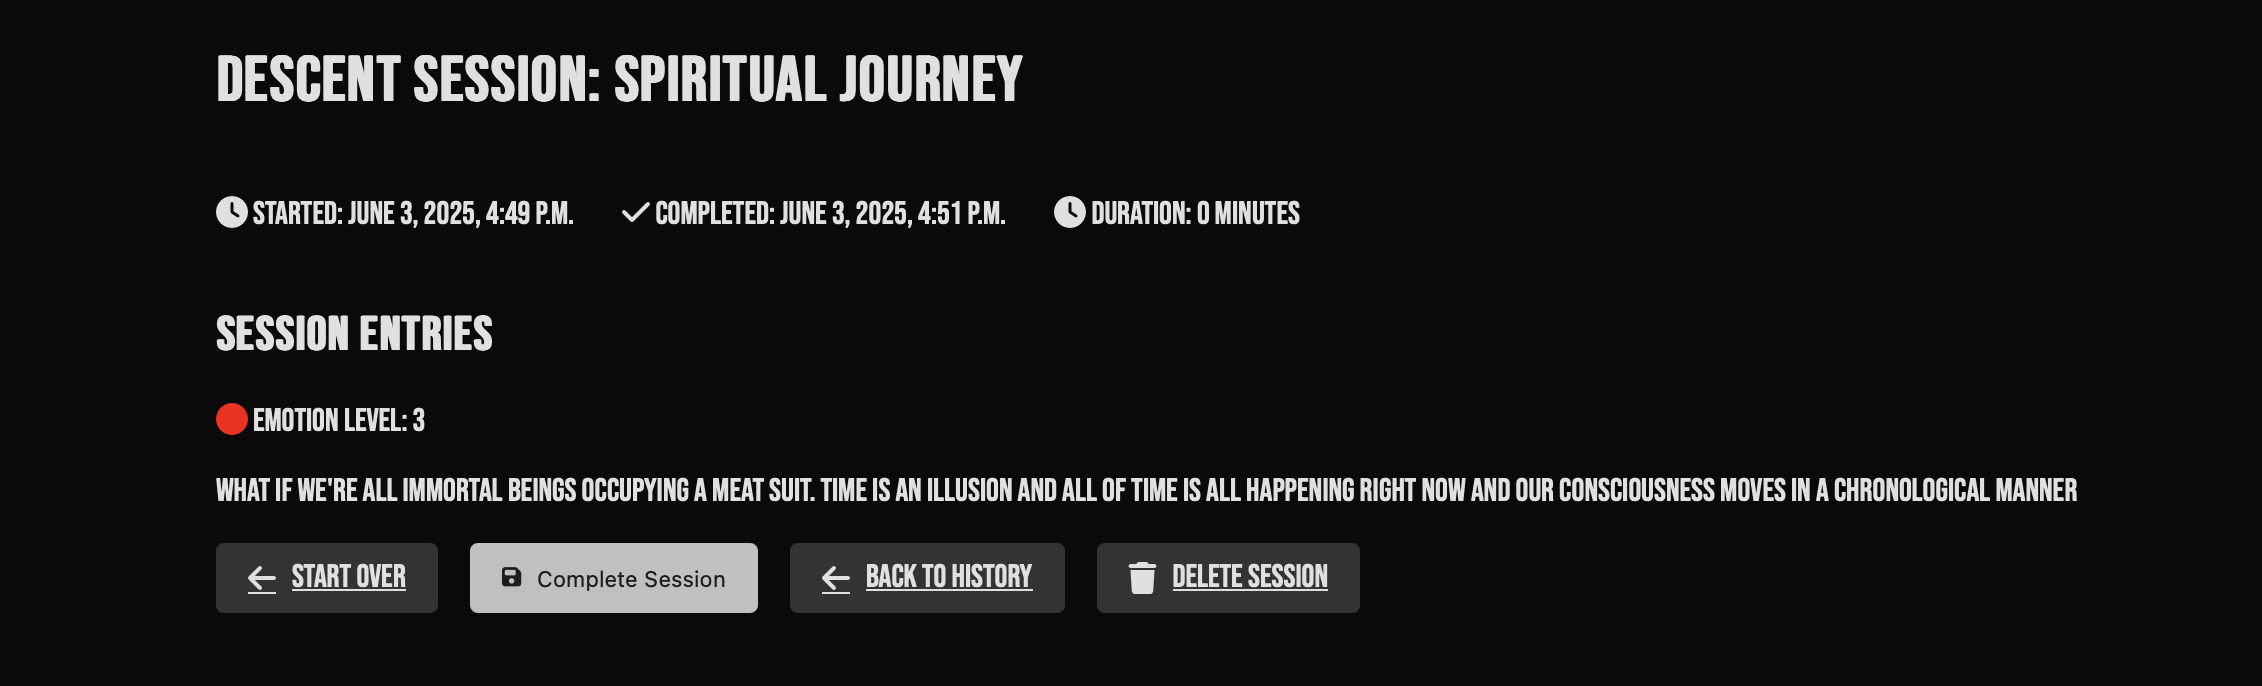 DESCENT SESSION: SPIRITUAL JOURNEY
STARTED: JUNE 3, 2025, 4:49 P.M. COMPLETED: JUNE 3, 2025, 4:51 P.M. DURATION: 0 MINUTES
SESSION ENTRIES
EMOTION LEVEL: 3
WHAT IF WE'RE ALL IMMORTAL BEINGS OCCUPYING A MEAT SUIT. TIME IS AN ILLUSION AND ALL OF TIME IS ALL HAPPENING RIGHT NOW AND OUR CONSCIOUSNESS MOVES IN A CHRONOLOGICAL MANNER
START OVER Complete Session BACK TO HISTORY DELETE SESSION